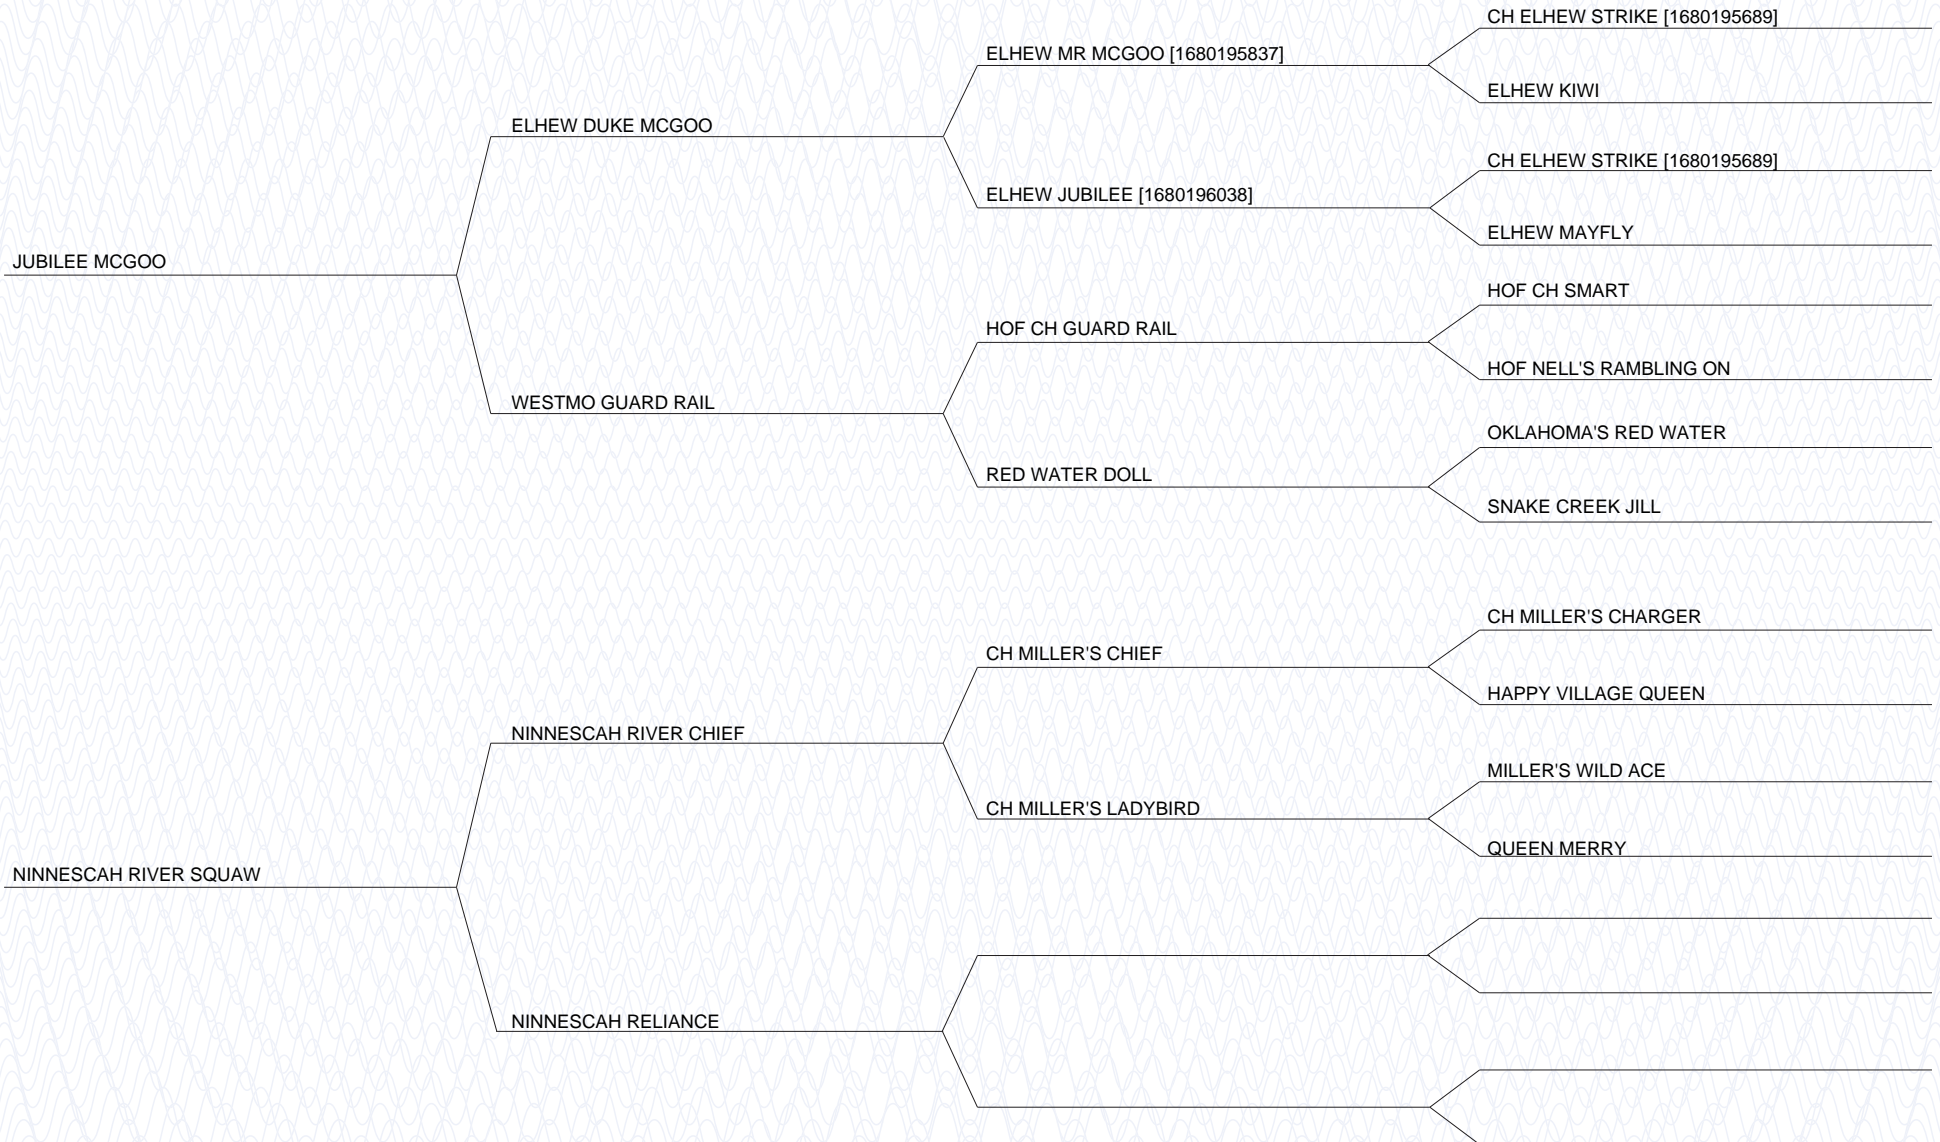 CH ELHEW STRIKE [1680195689]
ELHEW MR MCGOO [1680195837]
ELHEW KIWI
ELHEW DUKE MCGOO
CH ELHEW STRIKE [1680195689]
ELHEW JUBILEE [1680196038]
ELHEW MAYFLY
JUBILEE MCGOO
HOF CH SMART
HOF CH GUARD RAIL
HOF NELL'S RAMBLING ON
WESTMO GUARD RAIL
OKLAHOMA'S RED WATER
RED WATER DOLL
SNAKE CREEK JILL
CH MILLER'S CHARGER
CH MILLER'S CHIEF
HAPPY VILLAGE QUEEN
NINNESCAH RIVER CHIEF
MILLER'S WILD ACE
CH MILLER'S LADYBIRD
QUEEN MERRY
NINNESCAH RIVER SQUAW
NINNESCAH RELIANCE